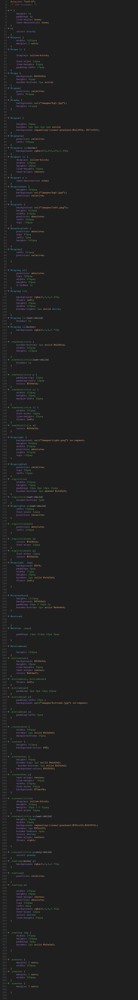 @charset "utf-8";
/* CSS Document */
* {
margin: 0;
padding: 0;
list-style: none;
text-decoration: none;
}
a{
color: black;
}
#layout {
width: 1600px;
margin: 0 auto;
}
#topa li {
display: inline-block;
font-size: 13px;
line-height: 31px;
padding-left: 17px;
}
#topa {
background: #f4f4f4;
height: 31px;
border-bottom: 1px solid;
}
#topas{
position: relative;
left: 963px;
}
#topbg {
background: url("images/bg1.jpg");
height: 111px;
}
#topnav {
height: 36px;
border: 1px 0px 1px 1px solid;
background: repeating-linear-gradient(#a1d95e, #87c43f);
}
#topnava{
position: relative;
left: 558px;
}
#topnava li:hover{
background: rgba(255,255,255,0.30);
}
#topnav li {
display: inline-block;
width: 115px;
height: 36px;
line-height: 36px;
text-align: center;
}
#topnav a {
text-decoration: none;
}
#topcontent {
height: 360px;
background: url("images/bg2.jpg");
position: relative;
}
#topleft {
background: url("images/left.png");
height: 410px;
width: 210px;
position: absolute;
left: 309px;
top: -48px;
}
#textboxleft {
position: absolute;
top: 47px;
left: 1px;
height: 360px;
}
#topimg{
left: 511px;
position: relative;
}
#topimg ul{
position: absolute;
top: 328px;
width: 554px;
height: 33px;
z-index: 1;
}
#topimg li{
background: rgba(0,0,0,0.40);
float: left;
height: 33px;
width: 109px;
border-right: 1px solid white;
}
#topimg li:last-child{
border: 0;
}
#topimg li:hover{
background: rgba(0,0,0,0.70);
}
.textboxlittle {
border-bottom: 1px solid #e2d6ca;
width: 202px;
height: 119px;
}
.textboxlittle:last-child{
border: 0;
}
.textboxlittle p {
padding-top: 15px;
padding-left: 13px;
color: #836e5d;
}
.textboxlittle ul {
width: 202px;
height: 25px;
margin-left: 32px;
}
.textboxlittle li {
width: 101px;
font-size: 12px;
line-height: 25px;
float: left;
}
.textboxlittle a{
color: #836e5d;
}
#topright {
background: url("images/right.png") no-repeat;
height: 438px;
width: 250px;
position: absolute;
right: 301px;
top: -52px;
}
#toprightx{
position: relative;
top: 54px;
left: 11px;
}
.toplittle{
width: 201px;
height: 71px;
padding: 18px 8px 18px 11px;
border-bottom: 1px dashed #c5d1b9;
}
.toplittle:last-child{
border-bottom: 0px;
}
#toprightx a:last-child{
left: 152px;
font-size: 12px;
position: relative;
}
.toplittletext{
position: absolute;
left: 105px;
}
.toplittletext a{
color: #5d9b1e;
font-size: 12px;
}
.toplittletext p{
font-size: 12px;
color: #836e5d;
}
#topright img{
background: #fff;
padding: 2px;
width: 77px;
height: 65px;
border: 1px solid #c5d1b9;
float: left;
}
#contentbox{
height: 1110px;
background: #f9f6ef;
padding: 28px 0 64px 0;
border-bottom: 3px solid #e6e6e6;
}
#bottom{
}
#bottom .imgs{
padding: 19px 312px 23px 5px;
}
#bottombox{
height: 104px;
}
.bottomtext{
background: #836e5d;
height: 33px;
line-height: 33px;
text-align: center;
color: #dfdad7;
}
.bottombox1,.bottombox2{
float: left;
}
.bottombox2{
padding: 8px 0px 12px 82px;
}
.bottombox2 p{
padding-left: 28px ;
background: url("images/bottom2.jpg") no-repeat;
}
.bottombox2 a{
padding-left: 5px;
}
.contentbox {
width: 990px;
border: 1px solid #e2e2e2;
margin-bottom: 26px;
}
.content {
height: 310px;
background-color: fff;
}
.contentbar {
height: 40px;
border-top: 1px solid #e2e2e2;
border-bottom: 1px solid #e2e2e2;
background-color: #f6f6f6;
}
.contentbar p{
text-align: center;
line-height: 40px;
width: 202px;
font-size: 20px;
background: #7dac0b;
}
.contentlittle{
display: inline-block;
height: 312px;
margin: 30px 0 0 31px;
font-size: 12px;
}
.contentlittle a:last-child{
height: 18px;
width: 50px;
background: repeating-linear-gradient(#99cc00,#669900);
border: 1px #99cc00;
border-radius: 2px;
color: white;
text-align: center;
float: right;
}
.contentlittle p:only-child{
color: green;
}
.textimg:hover p{
background: rgba(0,0,0,0.70);
}
.textimg{
position: relative;
}
.textimg p{
width: 197px;
height: 29px;
text-align: center;
position: absolute;
top: 160px;
left: 6px;
background: rgba(0,0,0,0.30);
font-size: 12px;
color: white;
line-height: 29px;
}
.textimg img {
width: 197px;
height: 183px;
padding: 5px;
border: 1px solid #e2e2e2;
}
.xcenter {
margin: 0 auto;
width: 600px;
}
.ycenter {
margin: 0 auto;
width: 990px;
}
.zcenter {
margin: 0 auto;
}